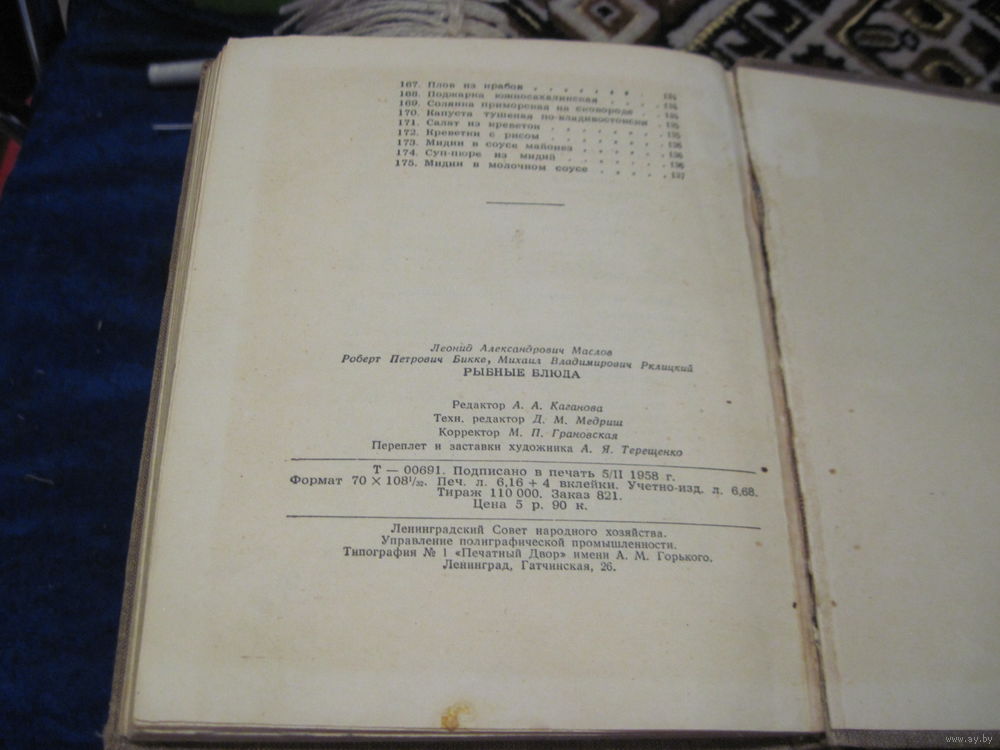 167. Плов из крабов
168. Поджарка южносахалинская
169. Солянка приморская на сковороде
170. Капуста тушеная по-владивостокски
171. Салат из креветок
172. Креветки с рисом
173. Мидии в соусе майонез . 136
174. Суп-пюре из мидий . 136
175. Мидии в молочном соусе . . . . . 137
Леонид Александрович Маслов
Роберт Петрович Бикке, Михаил Владимирович Рклицкий
РЫБНЫЕ БЛЮДА
Редактор А. А. Каганова
Техн. редактор Д. М. Медриш
Корректор М. П. Грановская
Переплет и заставки художника А. Я. Терещенко
Т — 00691. Подписано в печать 5/II 1958 г.
Формат 70 × 108 1/32. Печ. л. 6,16 + 4 вклейки. Учетно-изд. л. 6,68.
Тираж 110 000. Заказ 821.
Цена 5 р. 90 к.
Ленинградский Совет народного хозяйства.
Управление полиграфической промышленности.
Типография № 1 «Печатный Двор» имени А. М. Горького.
Ленинград, Гатчинская, 26.
www.ay.by